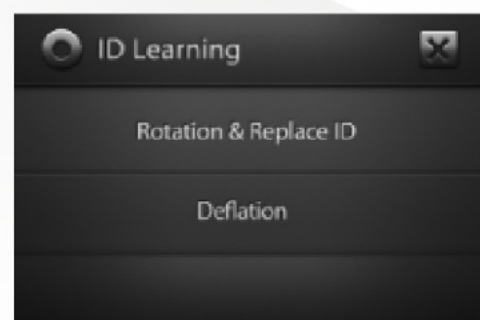 ID Learning
Rotation & Replace ID
Deflation